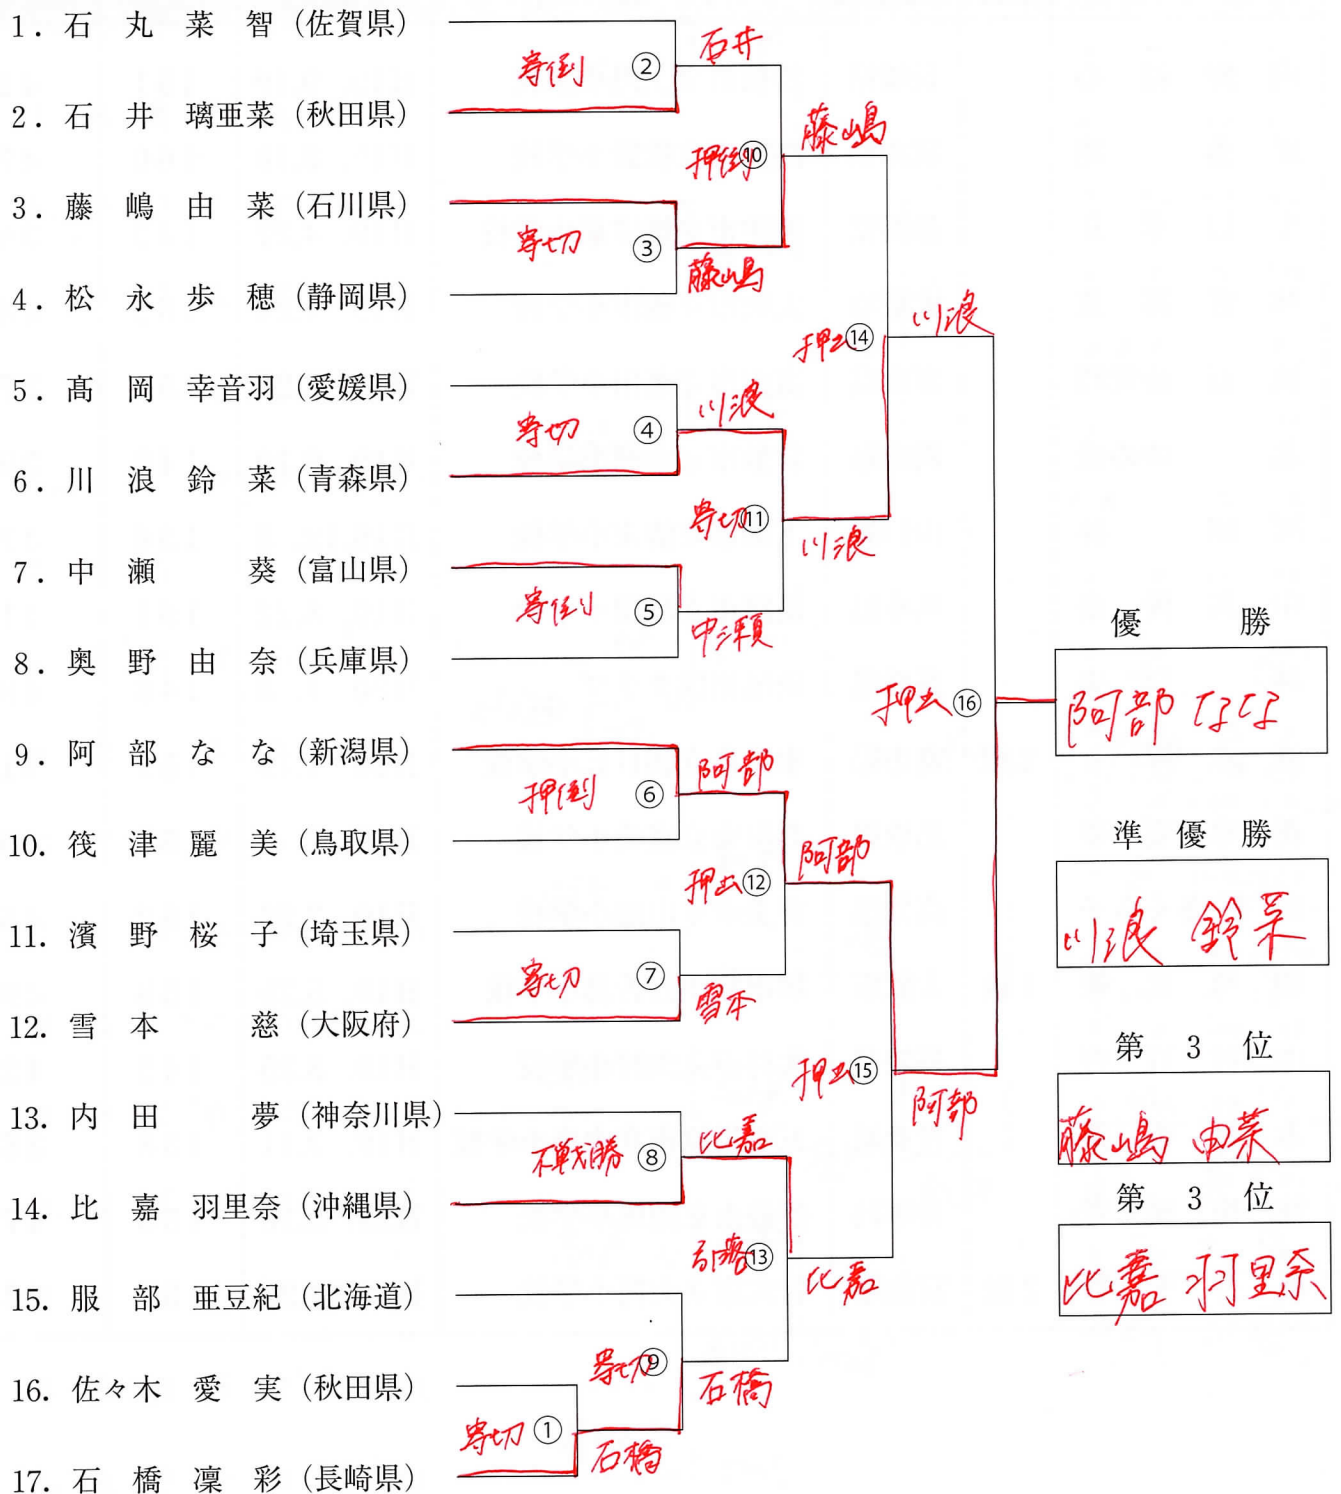 1. 石丸菜智（佐賀県）
2. 石井璃亜菜（秋田県）
3. 藤嶋由菜（石川県）
4. 松永歩穂（静岡県）
5. 髙岡幸音羽（愛媛県）
6. 川浪鈴菜（青森県）
7. 中瀬葵（富山県）
8. 奥野由奈（兵庫県）
9. 阿部なな（新潟県）
10. 筏津麗美（鳥取県）
11. 濱野桜子（埼玉県）
12. 雪本慈（大阪府）
13. 内田夢（神奈川県）
14. 比嘉羽里奈（沖縄県）
15. 服部亜豆紀（北海道）
16. 佐々木愛実（秋田県）
17. 石橋凜彩（長崎県）
寄倒 ②
寄切 ③
寄切 ④
寄倒り ⑤
押倒り ⑥
寄切 ⑦
不戦勝 ⑧
寄切 ⑨
寄切 ①
石橋
石井
藤嶋
川浪
中瀬
阿部
雪本
比嘉
石橋
押倒 ⑩
寄切 ⑪
押出 ⑫
引落 ⑬
藤嶋
川浪
阿部
比嘉
押出 ⑭
押出 ⑮
川浪
阿部
押出 ⑯
優勝
阿部 なな
準優勝
川浪 鈴菜
第3位
藤嶋 由菜
第3位
比嘉 羽里奈